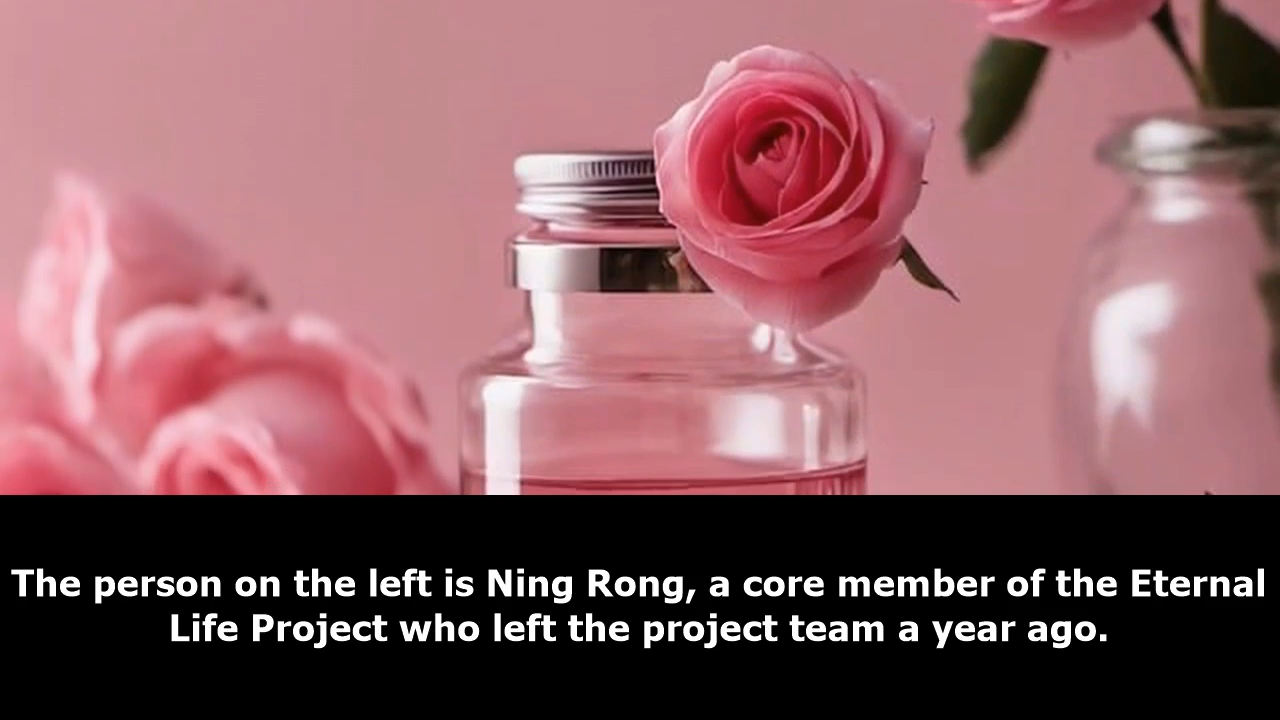 The person on the left is Ning Rong, a core member of the Eternal
Life Project who left the project team a year ago.